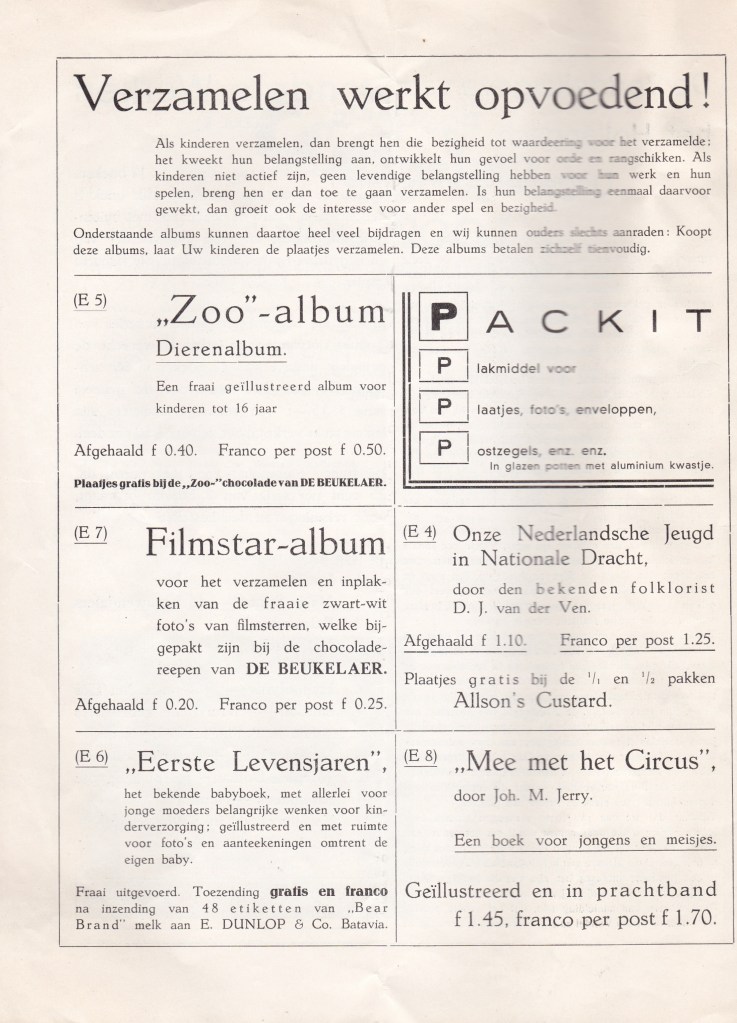 Verzamelen werkt opvoedend!
Als kinderen verzamelen, dan brengt hen die bezigheid tot waardeering voor het verzamelde;
het kweekt hun belangstelling aan, ontwikkelt hun gevoel voor orde en rangschikken. Als
kinderen niet actief zijn, geen levendige belangstelling hebben voor hun werk en hun
spelen, breng hen er dan toe te gaan verzamelen. Is hun belangstelling eenmaal daarvoor
gewekt, dan groeit ook de interesse voor ander spel en bezigheid.
Onderstaande albums kunnen daartoe heel veel bijdragen en wij kunnen ouders slechts aanraden: Koopt
deze albums, laat Uw kinderen de plaatjes verzamelen. Deze albums betalen zichzelf tienvoudig.
(E 5)
„Zoo”-album
Dierenalbum.
Een fraai geïllustreerd album voor
kinderen tot 16 jaar
Afgehaald f 0.40. Franco per post f 0.50.
Plaatjes gratis bij de „Zoo-”chocolade van DE BEUKELAER.
PACKIT
P lakmiddel voor
P laatjes, foto's, enveloppen,
P ostzegels, enz. enz.
In glazen potten met aluminium kwastje.
(E 7)
Filmstar-album
voor het verzamelen en inplak-
ken van de fraaie zwart-wit
foto's van filmsterren, welke bij-
gepakt zijn bij de chocolade-
reepen van DE BEUKELAER.
Afgehaald f 0.20. Franco per post f 0.25.
(E 4) Onze Nederlandsche Jeugd
in Nationale Dracht,
door den bekenden folklorist
D. J. van der Ven.
Afgehaald f 1.10. Franco per post 1.25.
Plaatjes gratis bij de 1/1 en 1/2 pakken
Allson's Custard.
(E 6) „Eerste Levensjaren”,
het bekende babyboek, met allerlei voor
jonge moeders belangrijke wenken voor kin-
derverzorging; geïllustreerd en met ruimte
voor foto's en aanteekeningen omtrent de
eigen baby.
Fraai uitgevoerd. Toezending gratis en franco
na inzending van 48 etiketten van „Bear
Brand” melk aan E. DUNLOP & Co. Batavia.
(E 8) „Mee met het Circus”,
door Joh. M. Jerry.
Een boek voor jongens en meisjes.
Geïllustreerd en in prachtband
f 1.45, franco per post f 1.70.